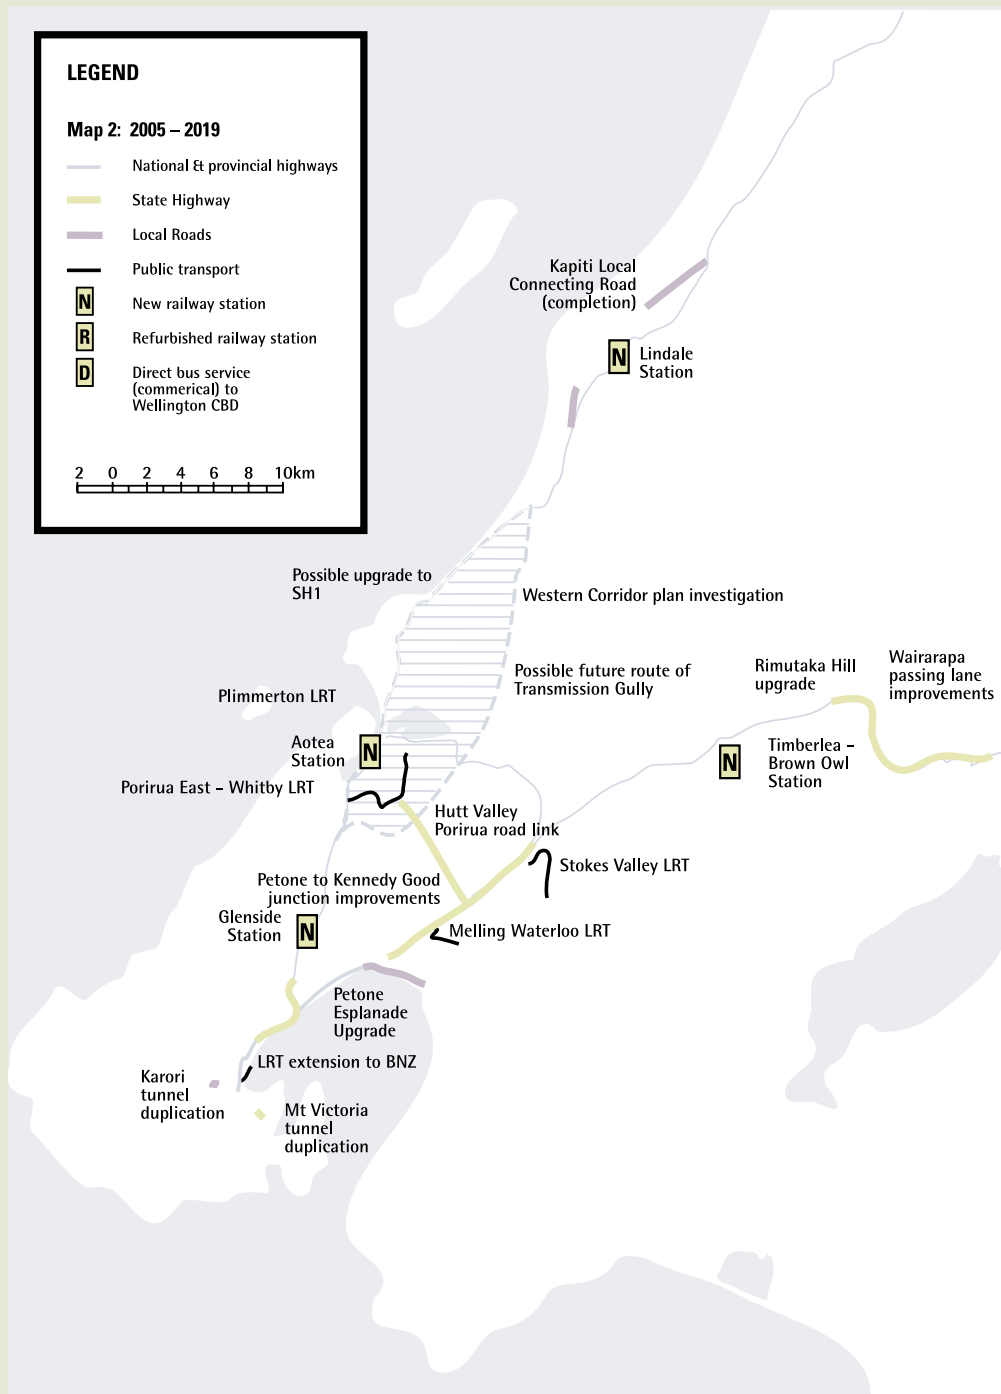 LEGEND
Map 2: 2005 – 2019
National & provincial highways
State Highway
Local Roads
Public transport
N
New railway station
R
Refurbished railway station
D
Direct bus service
(commerical) to
Wellington CBD
2 0 2 4 6 8 10km
Kapiti Local
Connecting Road
(completion)
N
Lindale
Station
Possible upgrade to
SH1
Western Corridor plan investigation
Possible future route of
Transmission Gully
Rimutaka Hill
upgrade
Wairarapa
passing lane
improvements
Plimmerton LRT
Aotea
Station
N
N
Timberlea –
Brown Owl
Station
Porirua East – Whitby LRT
Hutt Valley
Porirua road link
Stokes Valley LRT
Petone to Kennedy Good
junction improvements
Glenside
Station
N
Melling Waterloo LRT
Petone
Esplanade
Upgrade
LRT extension to BNZ
Karori
tunnel
duplication
Mt Victoria
tunnel
duplication